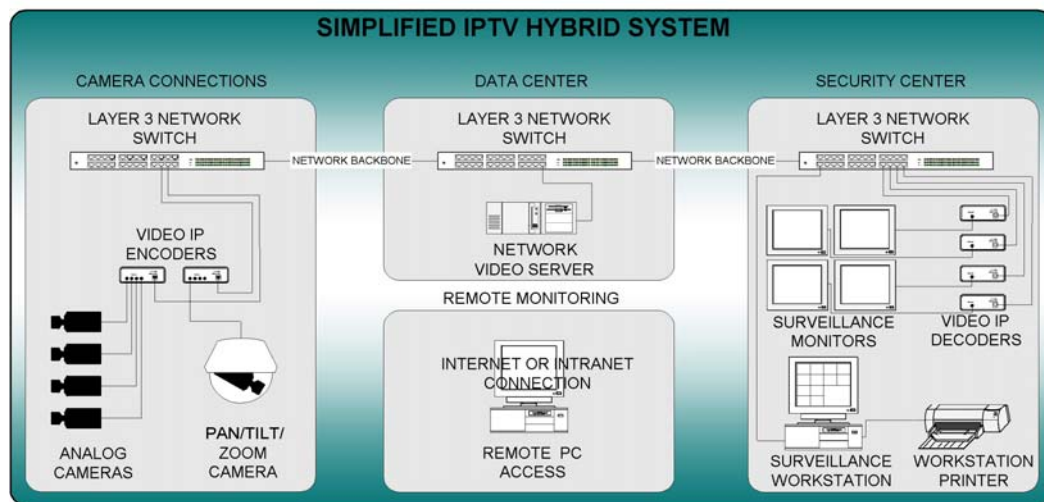 SIMPLIFIED IPTV HYBRID SYSTEM
CAMERA CONNECTIONS
LAYER 3 NETWORK
SWITCH
VIDEO IP
ENCODERS
ANALOG
CAMERAS
PAN/TILT/
ZOOM
CAMERA
NETWORK BACKBONE
DATA CENTER
LAYER 3 NETWORK
SWITCH
NETWORK
VIDEO SERVER
REMOTE MONITORING
INTERNET OR INTRANET
CONNECTION
REMOTE PC
ACCESS
NETWORK BACKBONE
SECURITY CENTER
LAYER 3 NETWORK
SWITCH
SURVEILLANCE
MONITORS
VIDEO IP
DECODERS
SURVEILLANCE
WORKSTATION
WORKSTATION
PRINTER